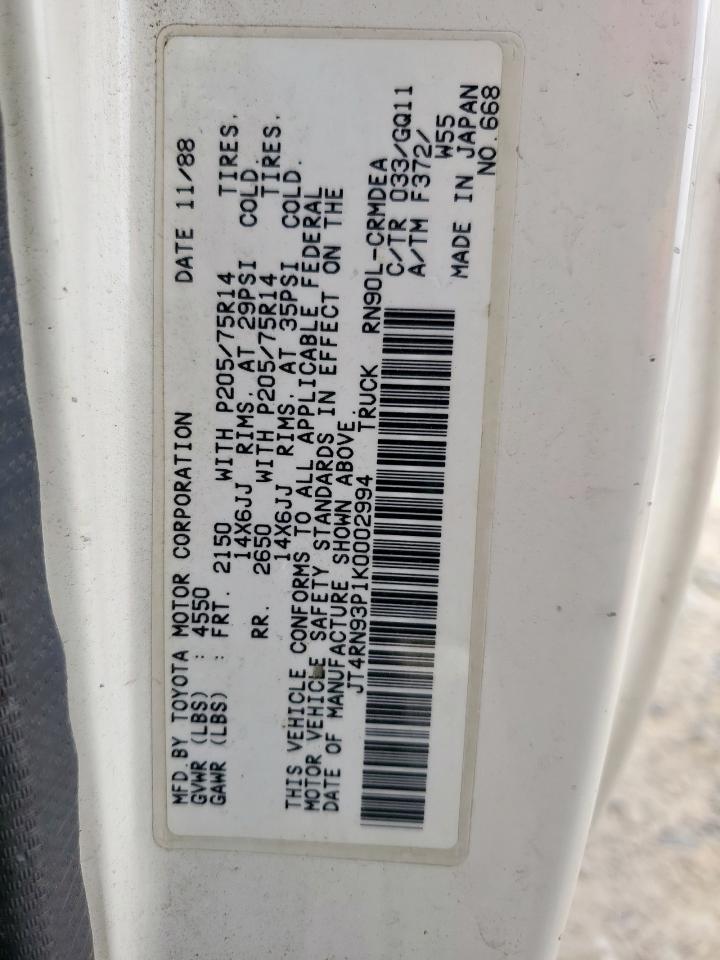 MFD.BY TOYOTA MOTOR CORPORATION DATE 11/88
GVWR (LBS) : 4550
GAWR (LBS) : FRT. 2150 WITH P205/75R14 TIRES,
14X6JJ RIMS, AT 29PSI COLD.
RR. 2650 WITH P205/75R14 TIRES,
14X6JJ RIMS, AT 35PSI COLD.
THIS VEHICLE CONFORMS TO ALL APPLICABLE FEDERAL
MOTOR VEHICLE SAFETY STANDARDS IN EFFECT ON THE
DATE OF MANUFACTURE SHOWN ABOVE.
JT4RN93P1K0002994 TRUCK RN90L-CRMDEA
C/TR 033/GQ11
A/TM F372/
W55
MADE IN JAPAN
NO.668